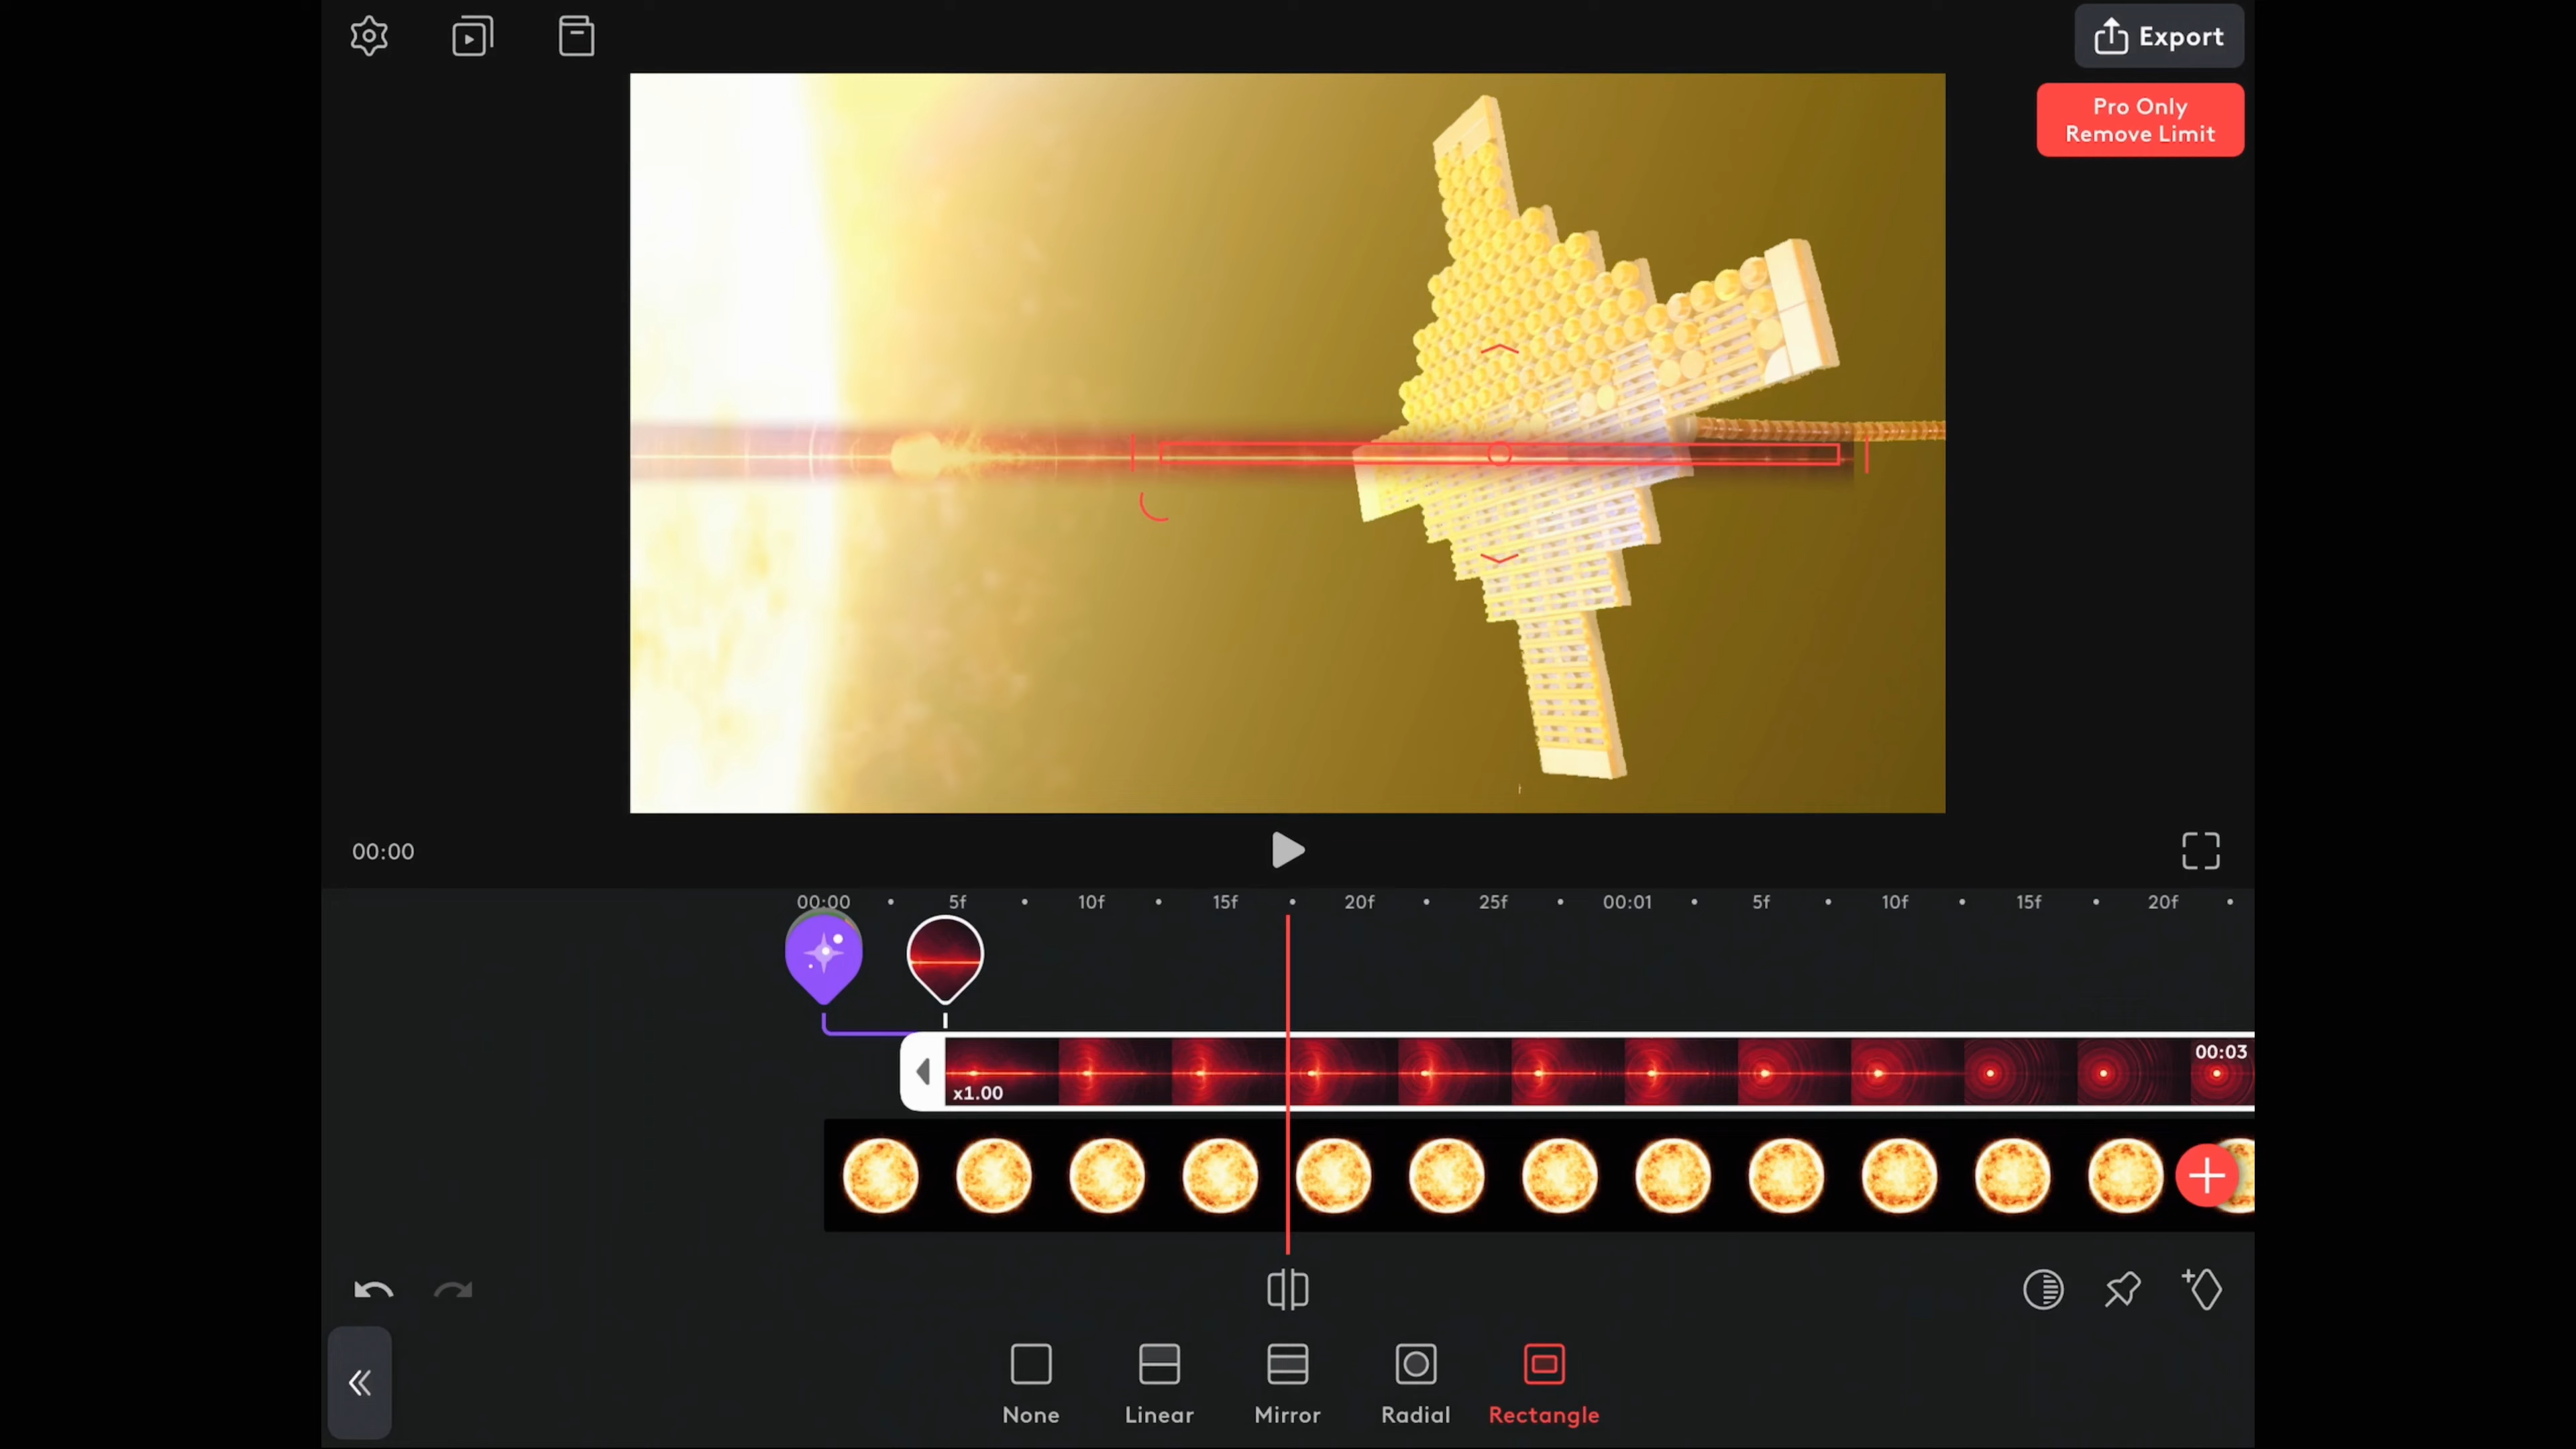 Export
Pro Only
Remove Limit
00:00
00:00 5f 10f 15f 20f 25f 00:01 5f 10f 15f 20f
00:03
x1.00
None Linear Mirror Radial Rectangle